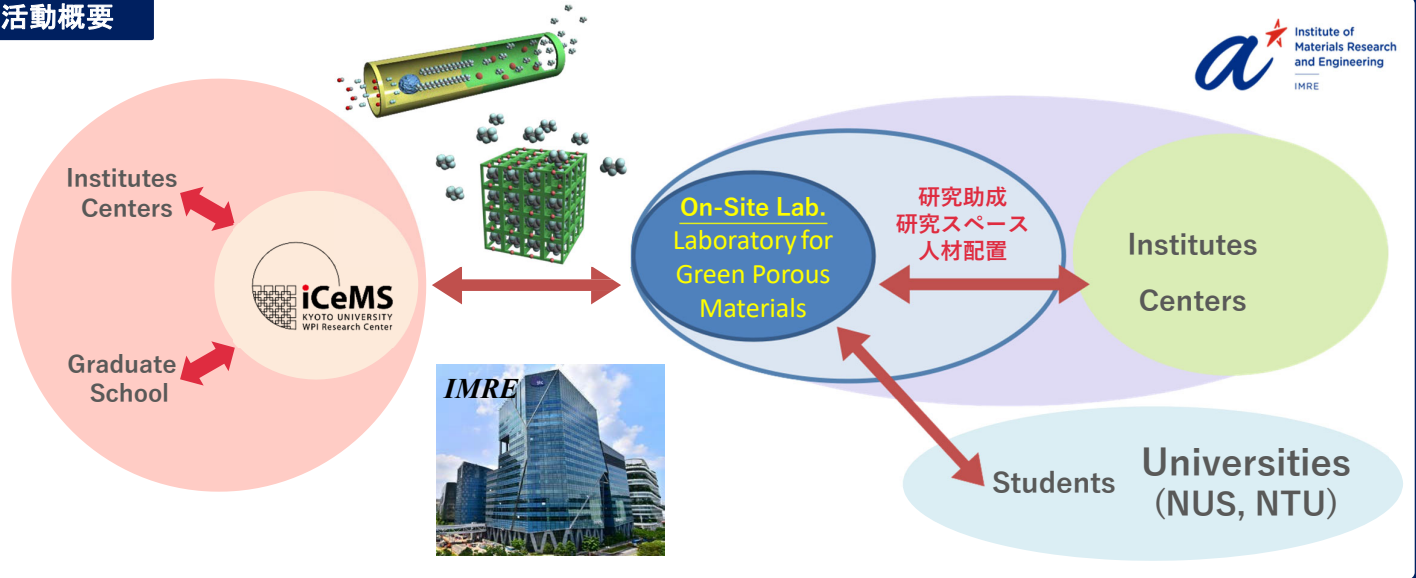 活動概要
Institute of
Materials Research
and Engineering
IMRE
Institutes
Centers
iCeMS
KYOTO UNIVERSITY
WPI Research Center
Graduate
School
IMRE
On-Site Lab.
Laboratory for
Green Porous
Materials
研究助成
研究スペース
人材配置
Institutes
Centers
Students
Universities
(NUS, NTU)